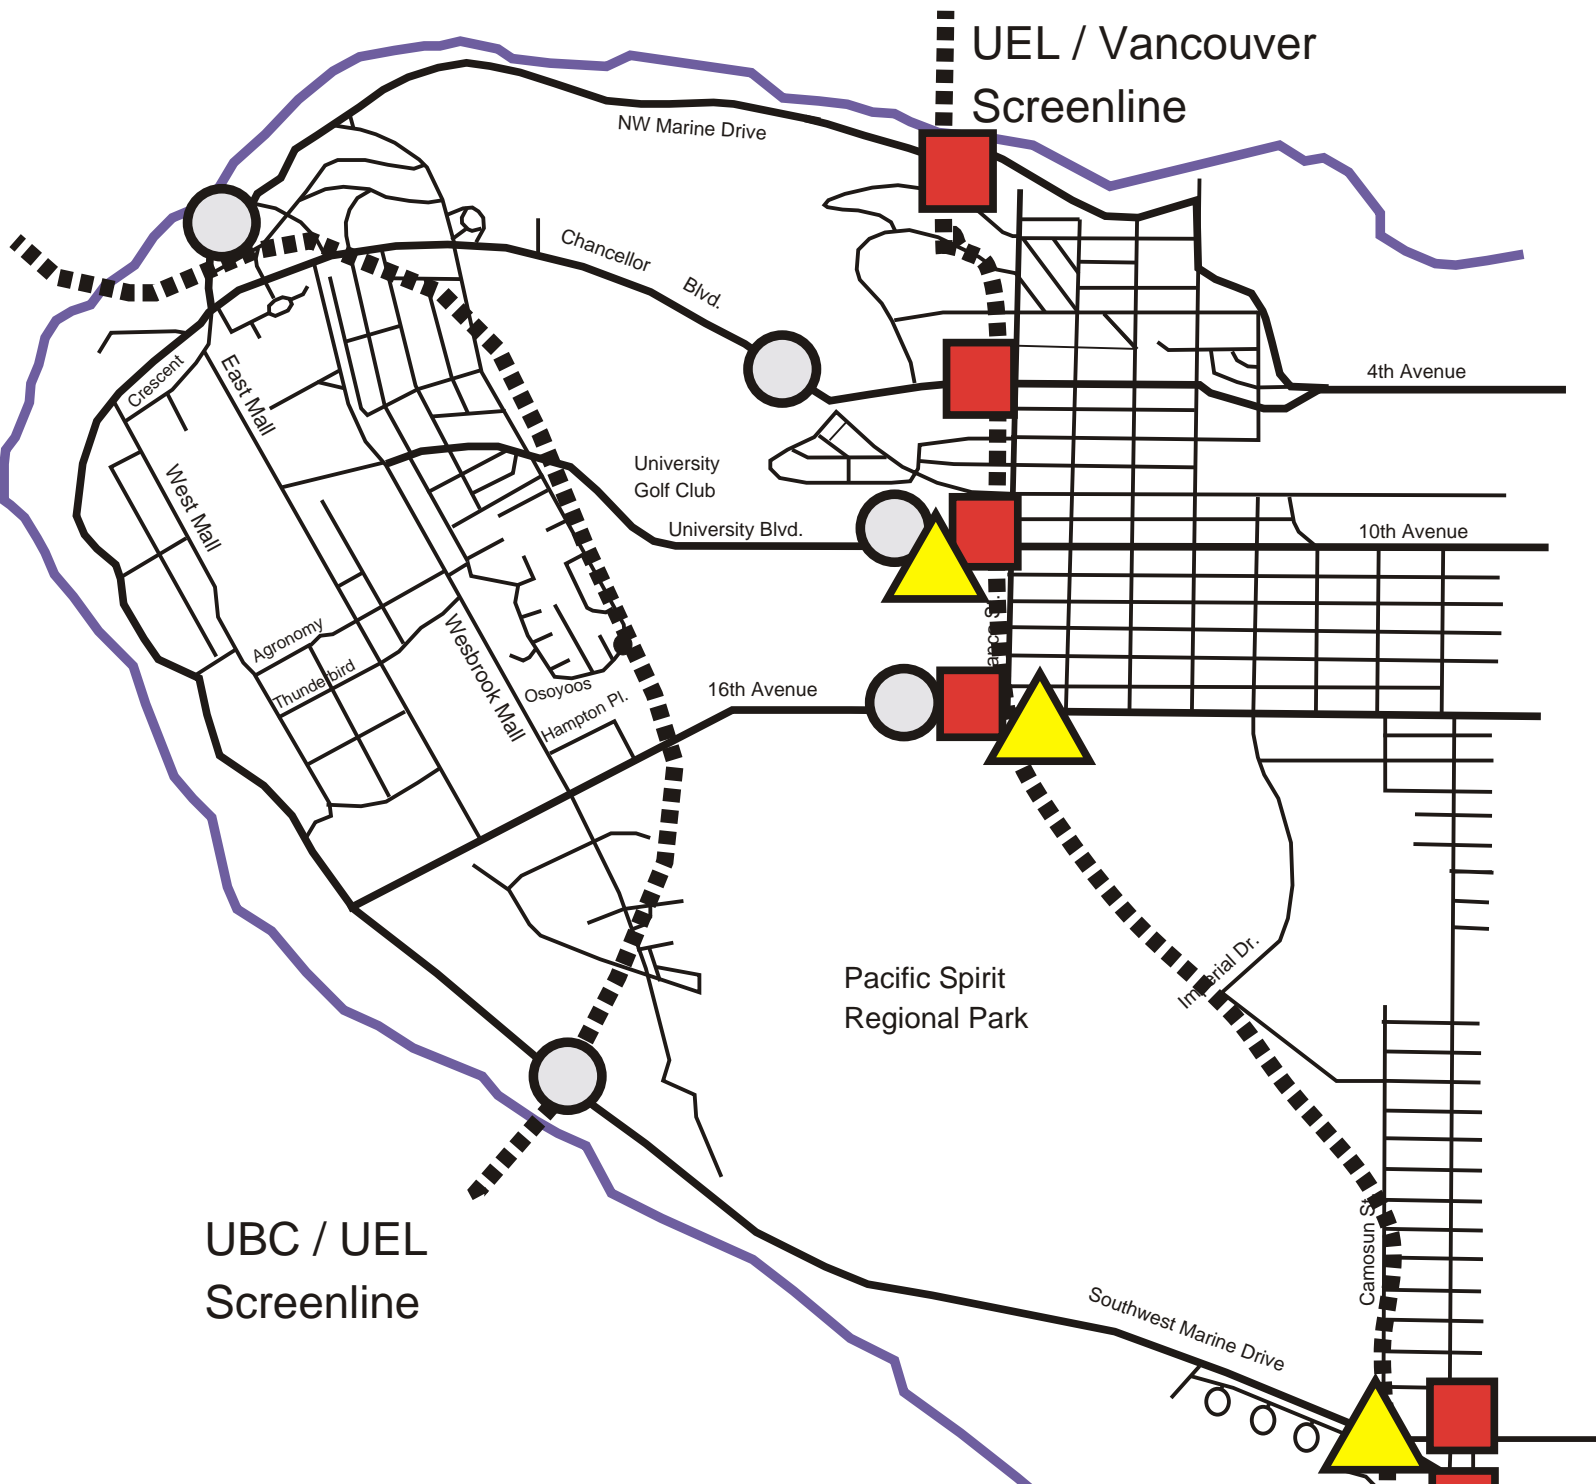 UEL / Vancouver
Screenline
NW Marine Drive
Chancellor
Blvd.
4th Avenue
Crescent
East Mall
West Mall
University
Golf Club
University Blvd.
10th Avenue
Agronomy
Thunderbird
Wesbrook Mall
Osoyoos
Hampton Pl.
16th Avenue
Pacific Spirit
Regional Park
Imperial Dr.
UBC / UEL
Screenline
Camosun St.
Southwest Marine Drive